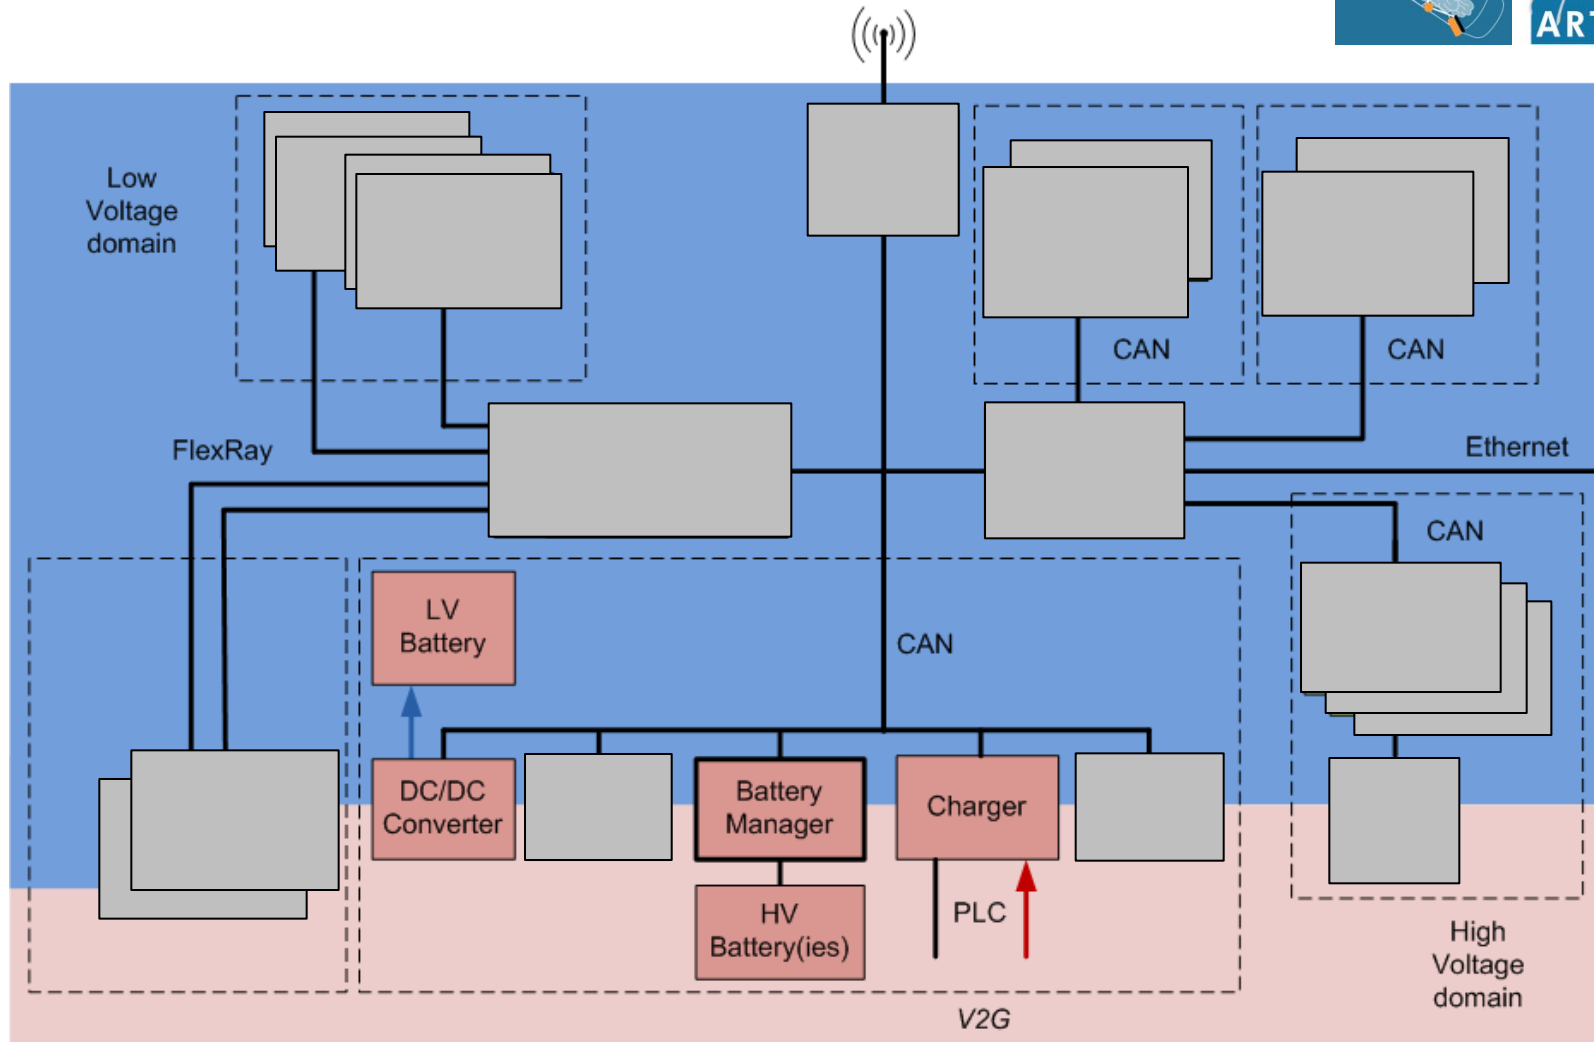 Low
Voltage
domain
CAN
CAN
FlexRay
Ethernet
CAN
LV
Battery
CAN
DC/DC
Converter
Battery
Manager
Charger
HV
Battery(ies)
PLC
High
Voltage
domain
V2G